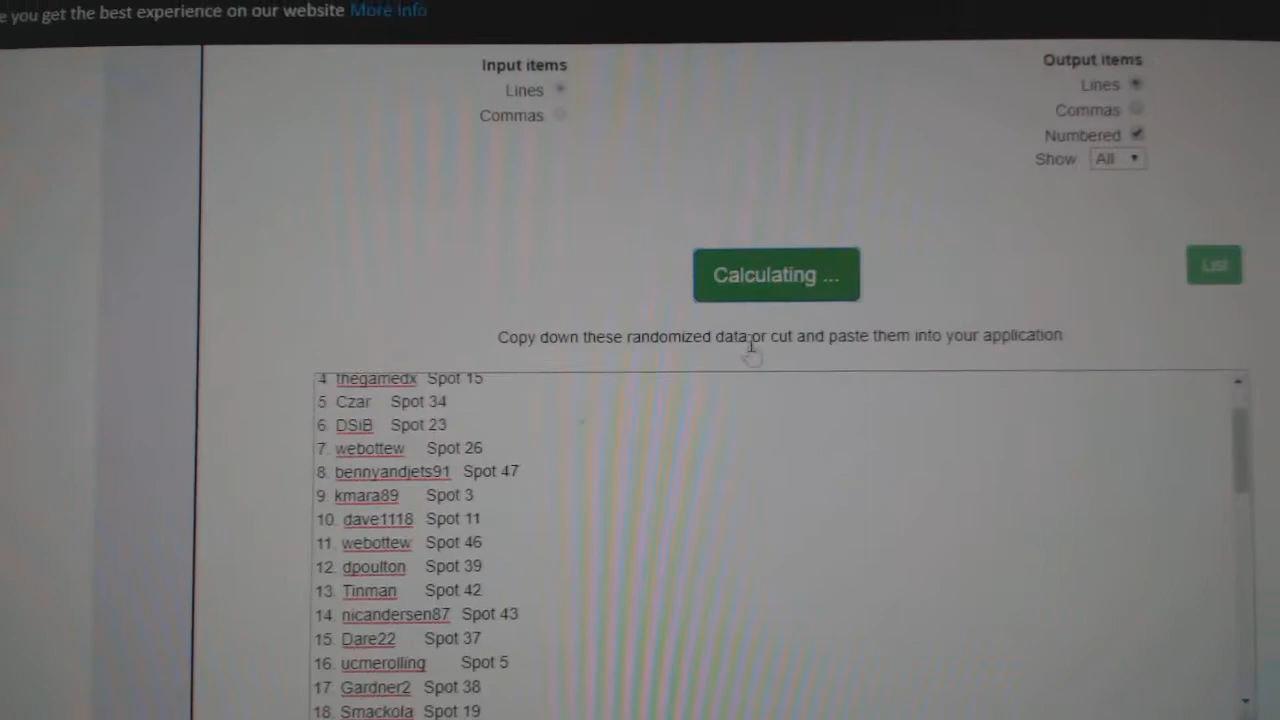 e you get the best experience on our website More Info
Input items
Lines
Commas
Output items
Lines
Commas
Numbered
Show All
Calculating ...
List
Copy down these randomized data or cut and paste them into your application
4. thegamedx Spot 15
5. Czar Spot 34
6. DSiB Spot 23
7. webottew Spot 26
8. bennyandjets91 Spot 47
9. kmara89 Spot 3
10. dave1118 Spot 11
11. webottew Spot 46
12. dpoulton Spot 39
13. Tinman Spot 42
14. nicandersen87 Spot 43
15. Dare22 Spot 37
16. ucmerolling Spot 5
17. Gardner2 Spot 38
18. Smackola Spot 19